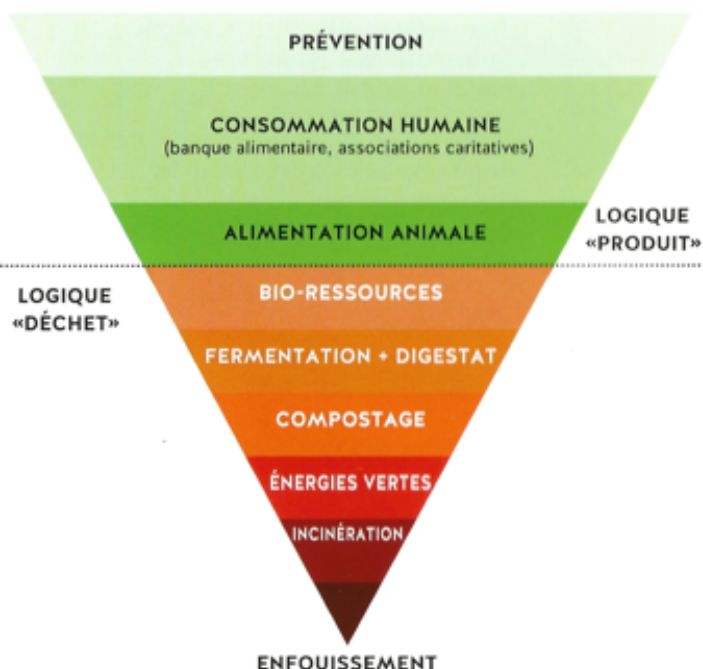 PRÉVENTION
CONSOMMATION HUMAINE
(banque alimentaire, associations caritatives)
ALIMENTATION ANIMALE
LOGIQUE
«PRODUIT»
LOGIQUE
«DÉCHET»
BIO-RESSOURCES
FERMENTATION + DIGESTAT
COMPOSTAGE
ÉNERGIES VERTES
INCINÉRATION
ENFOUISSEMENT